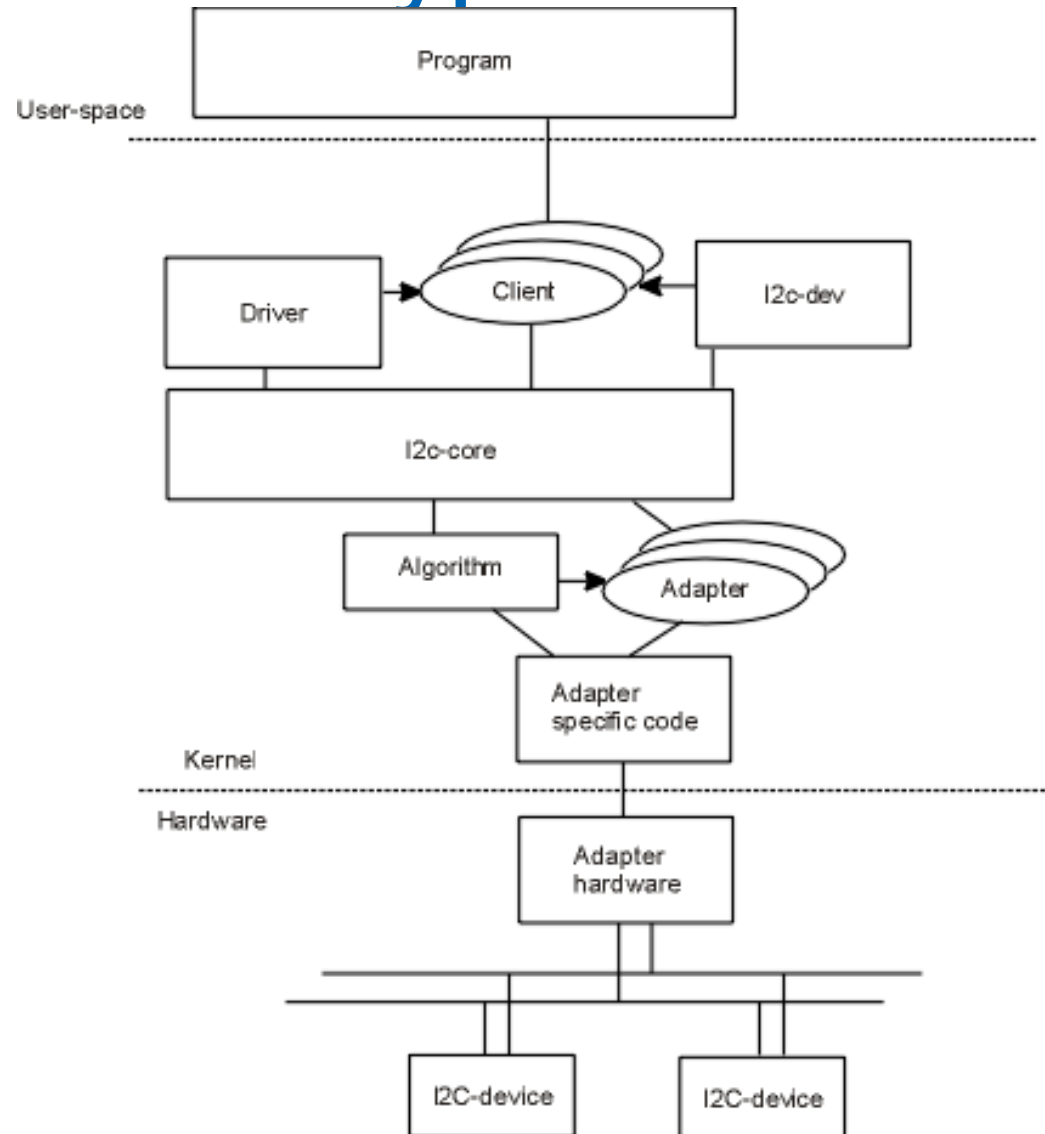 Program
User-space
Client
I2c-dev
Driver
I2c-core
Algorithm
Adapter
Adapter
specific code
Kernel
Hardware
Adapter
hardware
I2C-device
I2C-device